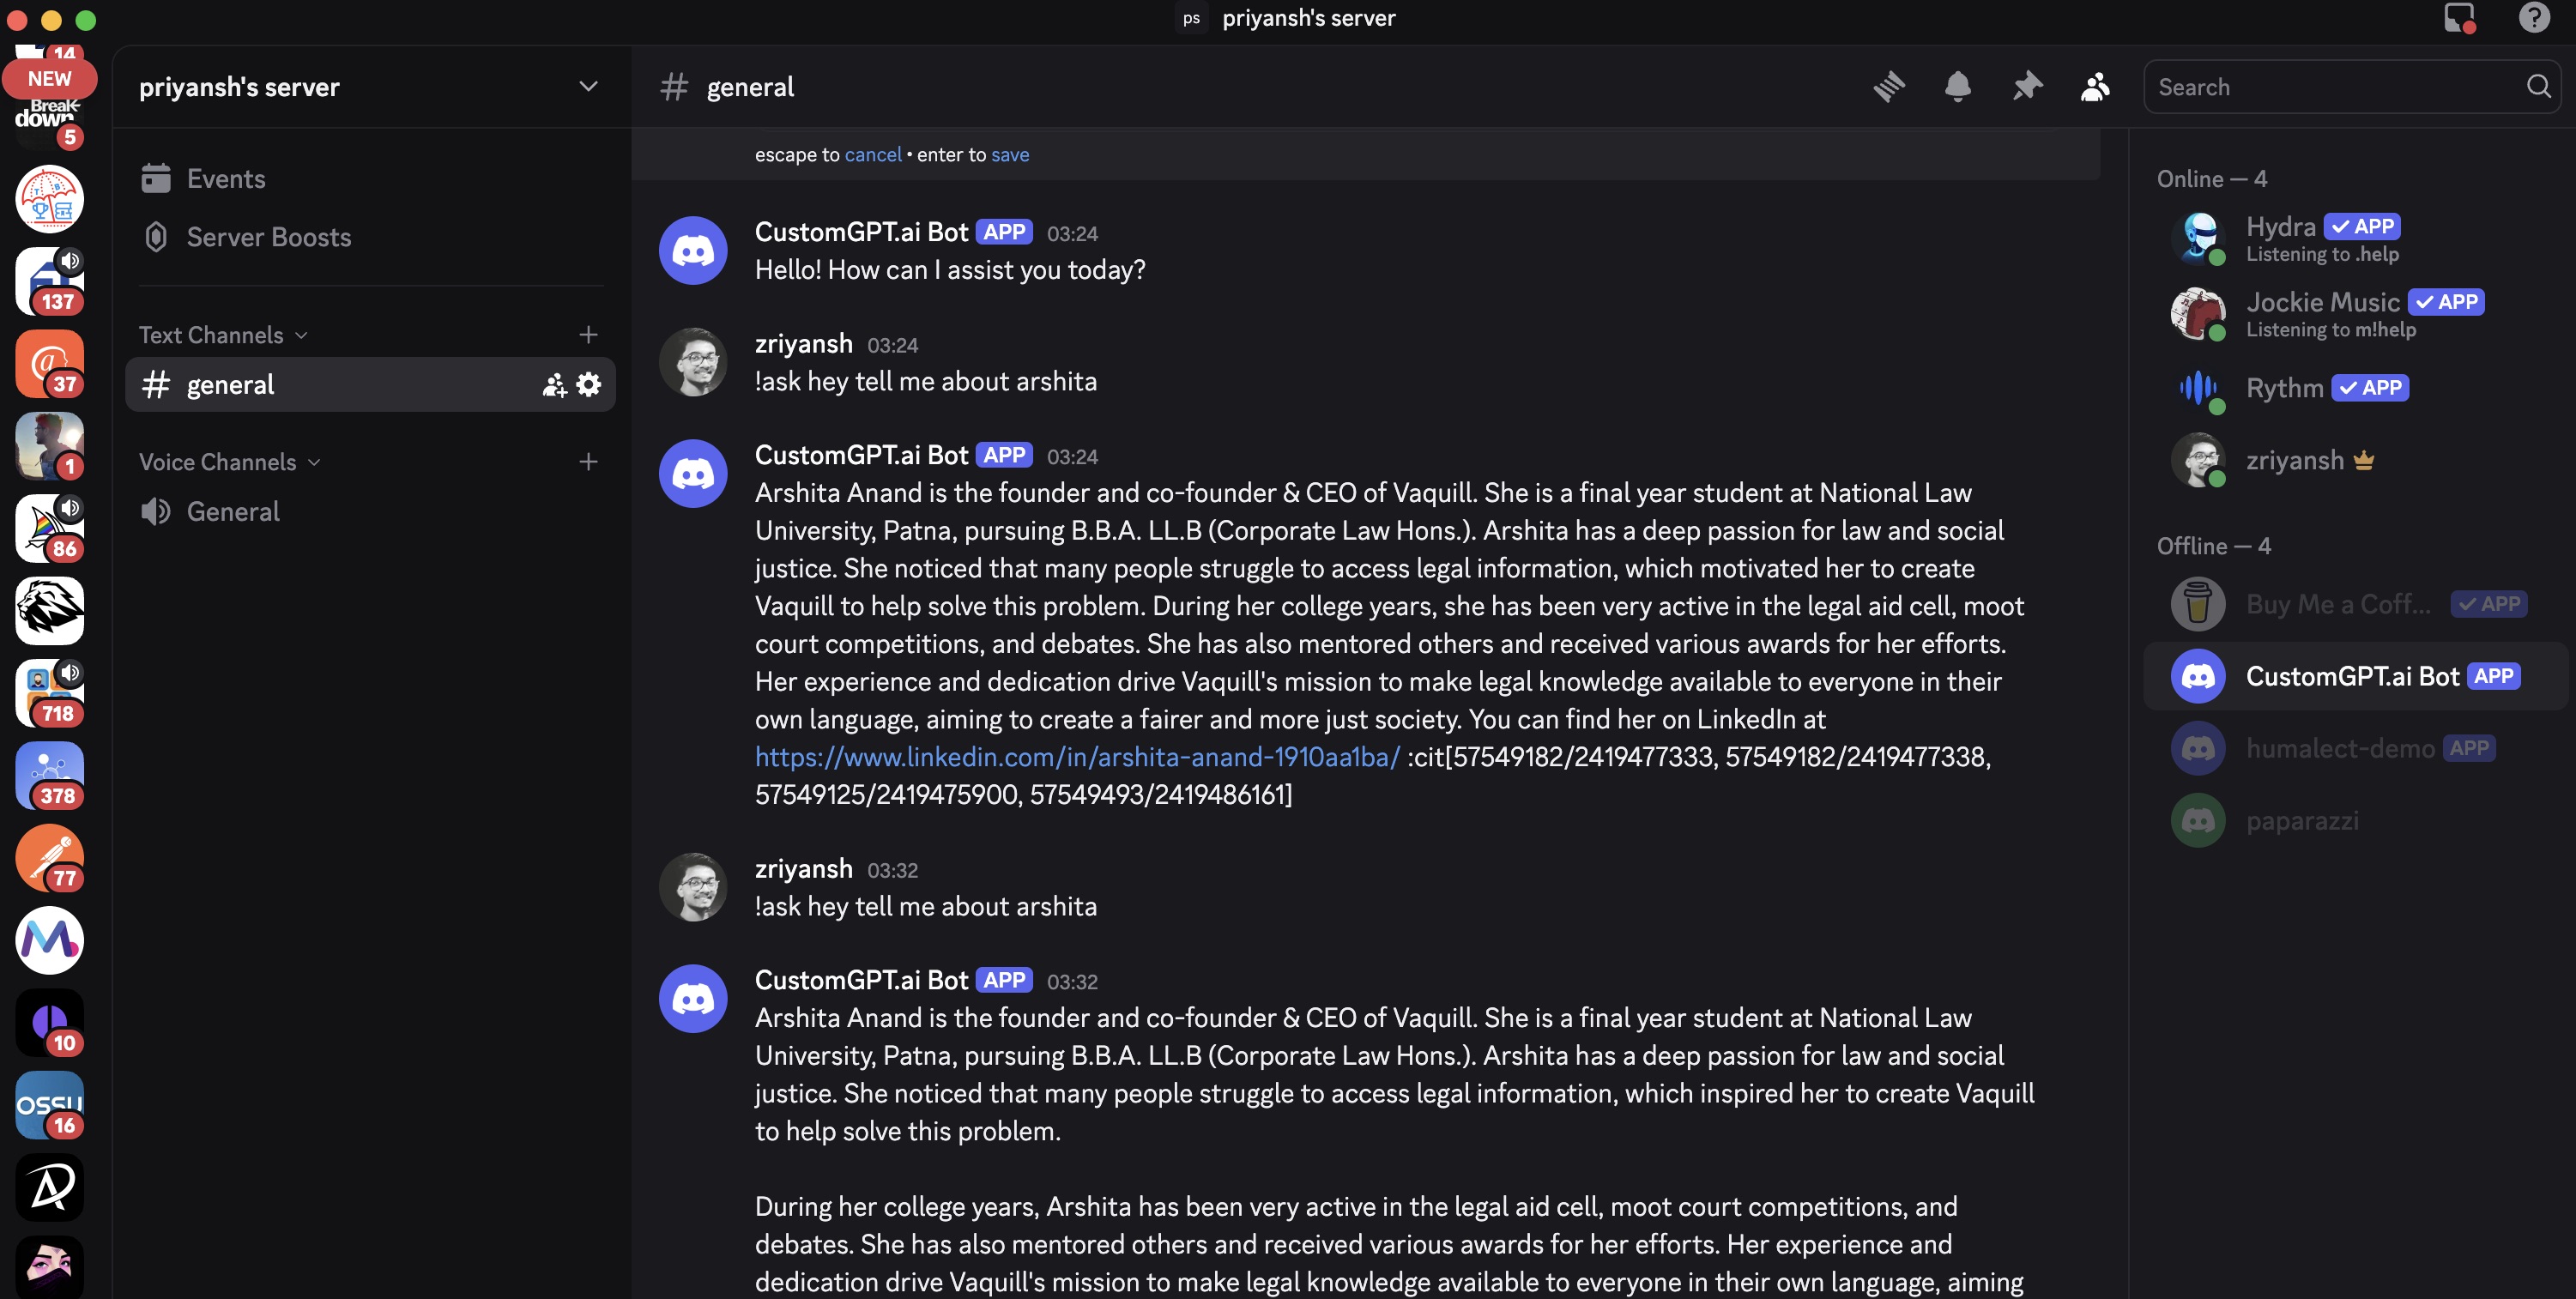 ps priyansh's server
14
NEW
Break
down
5
137
37
1
86
718
378
77
10
OSSU
16
priyansh's server
Events
Server Boosts
Text Channels
general
Voice Channels
General
# general
Search
escape to cancel • enter to save
CustomGPT.ai Bot APP 03:24
Hello! How can I assist you today?
zriyansh 03:24
!ask hey tell me about arshita
CustomGPT.ai Bot APP 03:24
Arshita Anand is the founder and co-founder & CEO of Vaquill. She is a final year student at National Law
University, Patna, pursuing B.B.A. LL.B (Corporate Law Hons.). Arshita has a deep passion for law and social
justice. She noticed that many people struggle to access legal information, which motivated her to create
Vaquill to help solve this problem. During her college years, she has been very active in the legal aid cell, moot
court competitions, and debates. She has also mentored others and received various awards for her efforts.
Her experience and dedication drive Vaquill's mission to make legal knowledge available to everyone in their
own language, aiming to create a fairer and more just society. You can find her on LinkedIn at
https://www.linkedin.com/in/arshita-anand-1910aa1ba/ :cit[57549182/2419477333, 57549182/2419477338,
57549125/2419475900, 57549493/2419486161]
zriyansh 03:32
!ask hey tell me about arshita
CustomGPT.ai Bot APP 03:32
Arshita Anand is the founder and co-founder & CEO of Vaquill. She is a final year student at National Law
University, Patna, pursuing B.B.A. LL.B (Corporate Law Hons.). Arshita has a deep passion for law and social
justice. She noticed that many people struggle to access legal information, which inspired her to create Vaquill
to help solve this problem.
During her college years, Arshita has been very active in the legal aid cell, moot court competitions, and
debates. She has also mentored others and received various awards for her efforts. Her experience and
dedication drive Vaquill's mission to make legal knowledge available to everyone in their own language, aiming
Online — 4
Hydra APP
Listening to .help
Jockie Music APP
Listening to m!help
Rythm APP
zriyansh
Offline — 4
Buy Me a Coff... APP
CustomGPT.ai Bot APP
humalect-demo APP
paparazzi